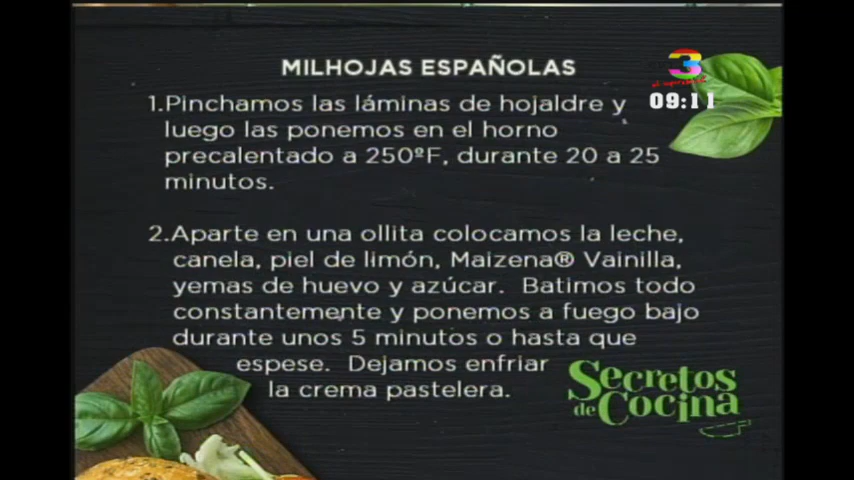 MILHOJAS ESPAÑOLAS
3
09:11
1.Pinchamos las láminas de hojaldre y
luego las ponemos en el horno
precalentado a 250ºF, durante 20 a 25
minutos.
2.Aparte en una ollita colocamos la leche,
canela, piel de limón, Maizena® Vainilla,
yemas de huevo y azúcar. Batimos todo
constantemente y ponemos a fuego bajo
durante unos 5 minutos o hasta que
espese. Dejamos enfriar
la crema pastelera.
Secretos
de Cocina